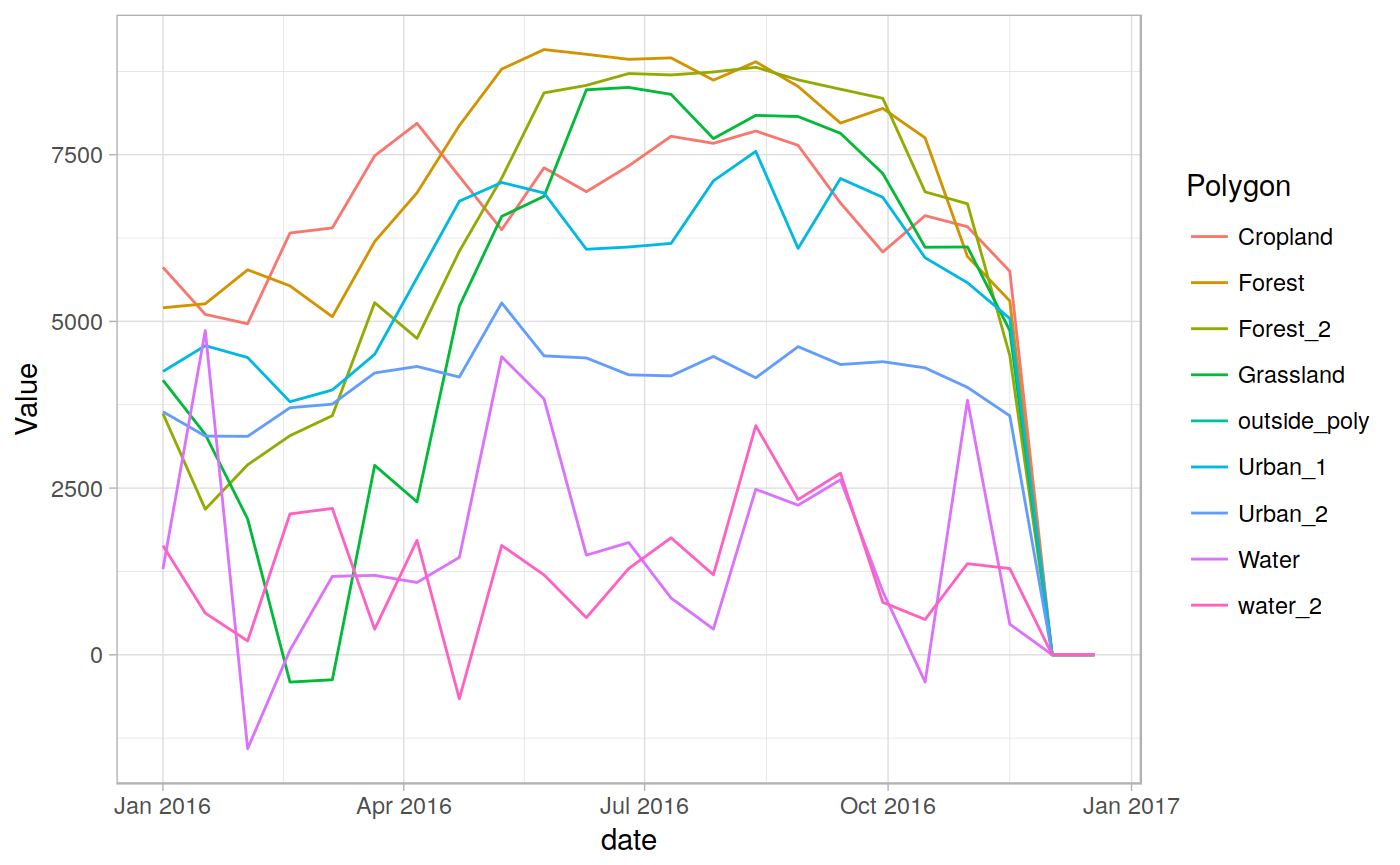 Value
7500
5000
2500
0
Jan 2016
Apr 2016
Jul 2016
Oct 2016
Jan 2017
date
Polygon
Cropland
Forest
Forest_2
Grassland
outside_poly
Urban_1
Urban_2
Water
water_2